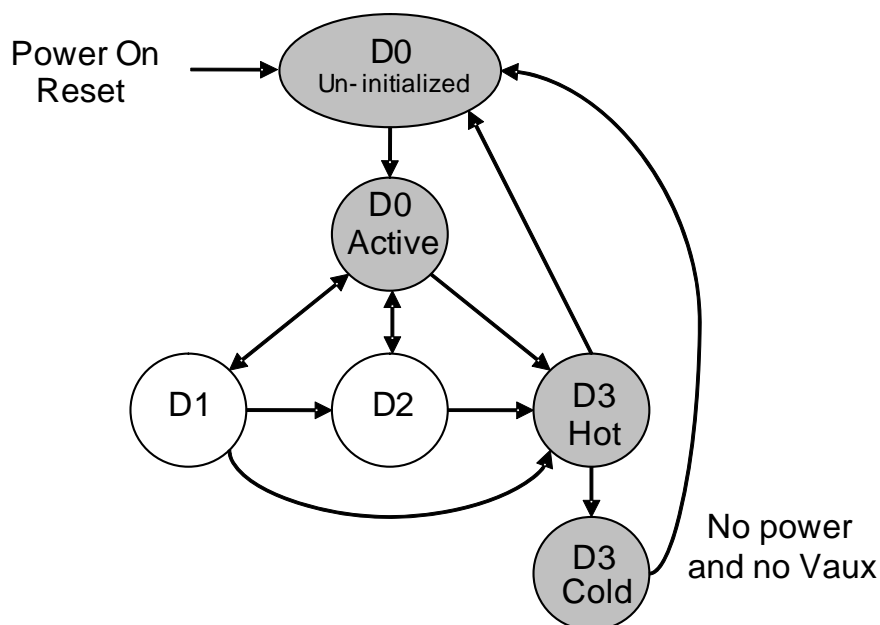 Power On
Reset
D0
Un- initialized
D0
Active
D1
D2
D3
Hot
D3
Cold
No power
and no Vaux